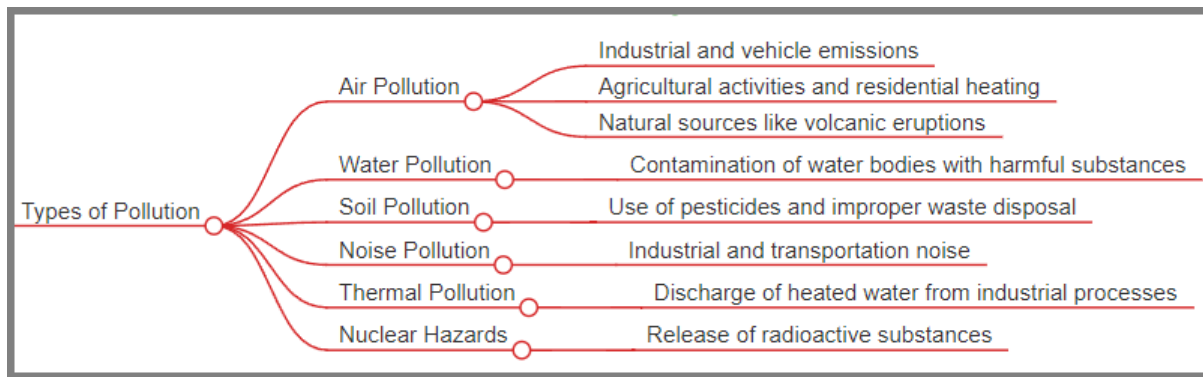 Industrial and vehicle emissions
Air Pollution
Agricultural activities and residential heating
Natural sources like volcanic eruptions
Water Pollution
Contamination of water bodies with harmful substances
Types of Pollution
Soil Pollution
Use of pesticides and improper waste disposal
Noise Pollution
Industrial and transportation noise
Thermal Pollution
Discharge of heated water from industrial processes
Nuclear Hazards
Release of radioactive substances